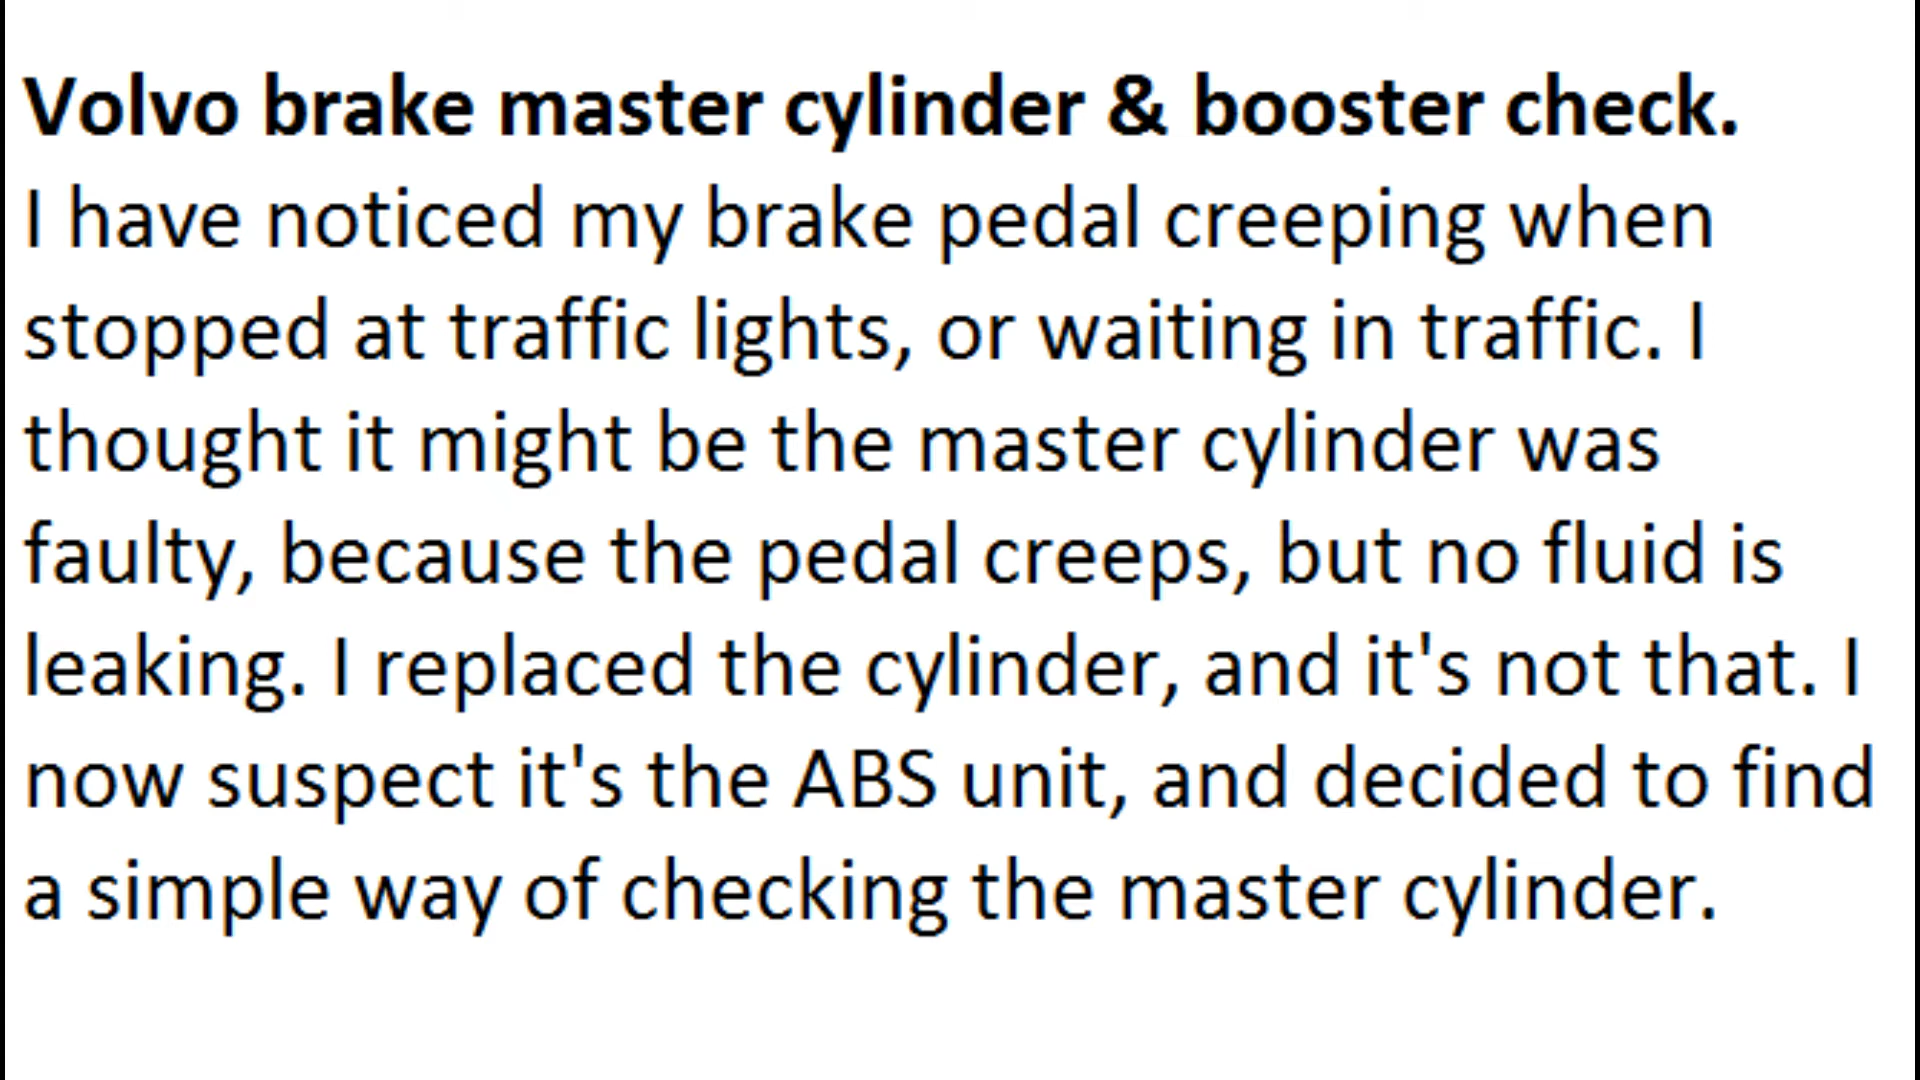 Volvo brake master cylinder & booster check.
I have noticed my brake pedal creeping when
stopped at traffic lights, or waiting in traffic. I
thought it might be the master cylinder was
faulty, because the pedal creeps, but no fluid is
leaking. I replaced the cylinder, and it's not that. I
now suspect it's the ABS unit, and decided to find
a simple way of checking the master cylinder.